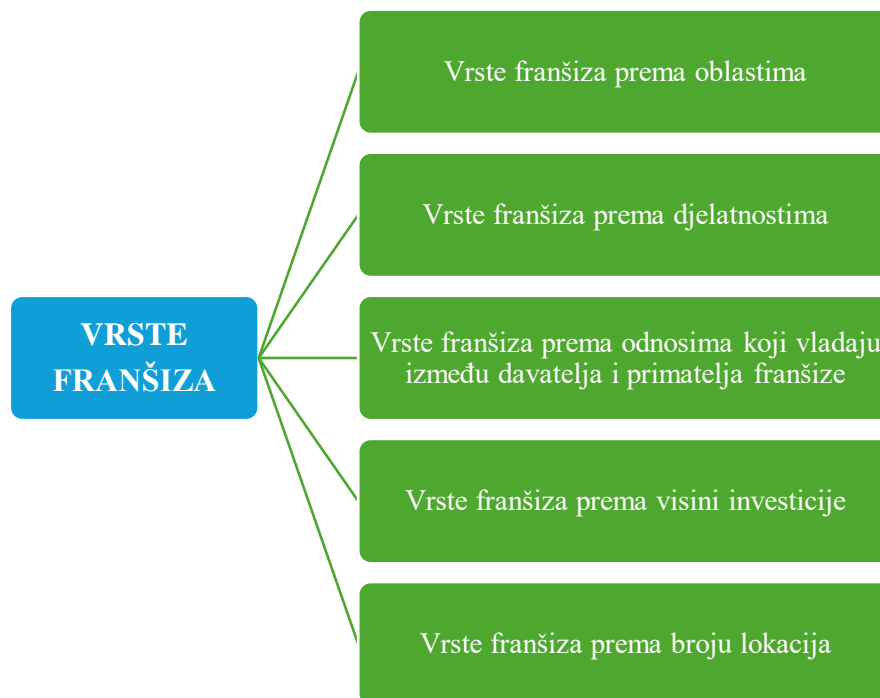 VRSTE
FRANŠIZA
Vrste franšiza prema oblastima
Vrste franšiza prema djelatnostima
Vrste franšiza prema odnosima koji vladaju
između davatelja i primatelja franšize
Vrste franšiza prema visini investicije
Vrste franšiza prema broju lokacija